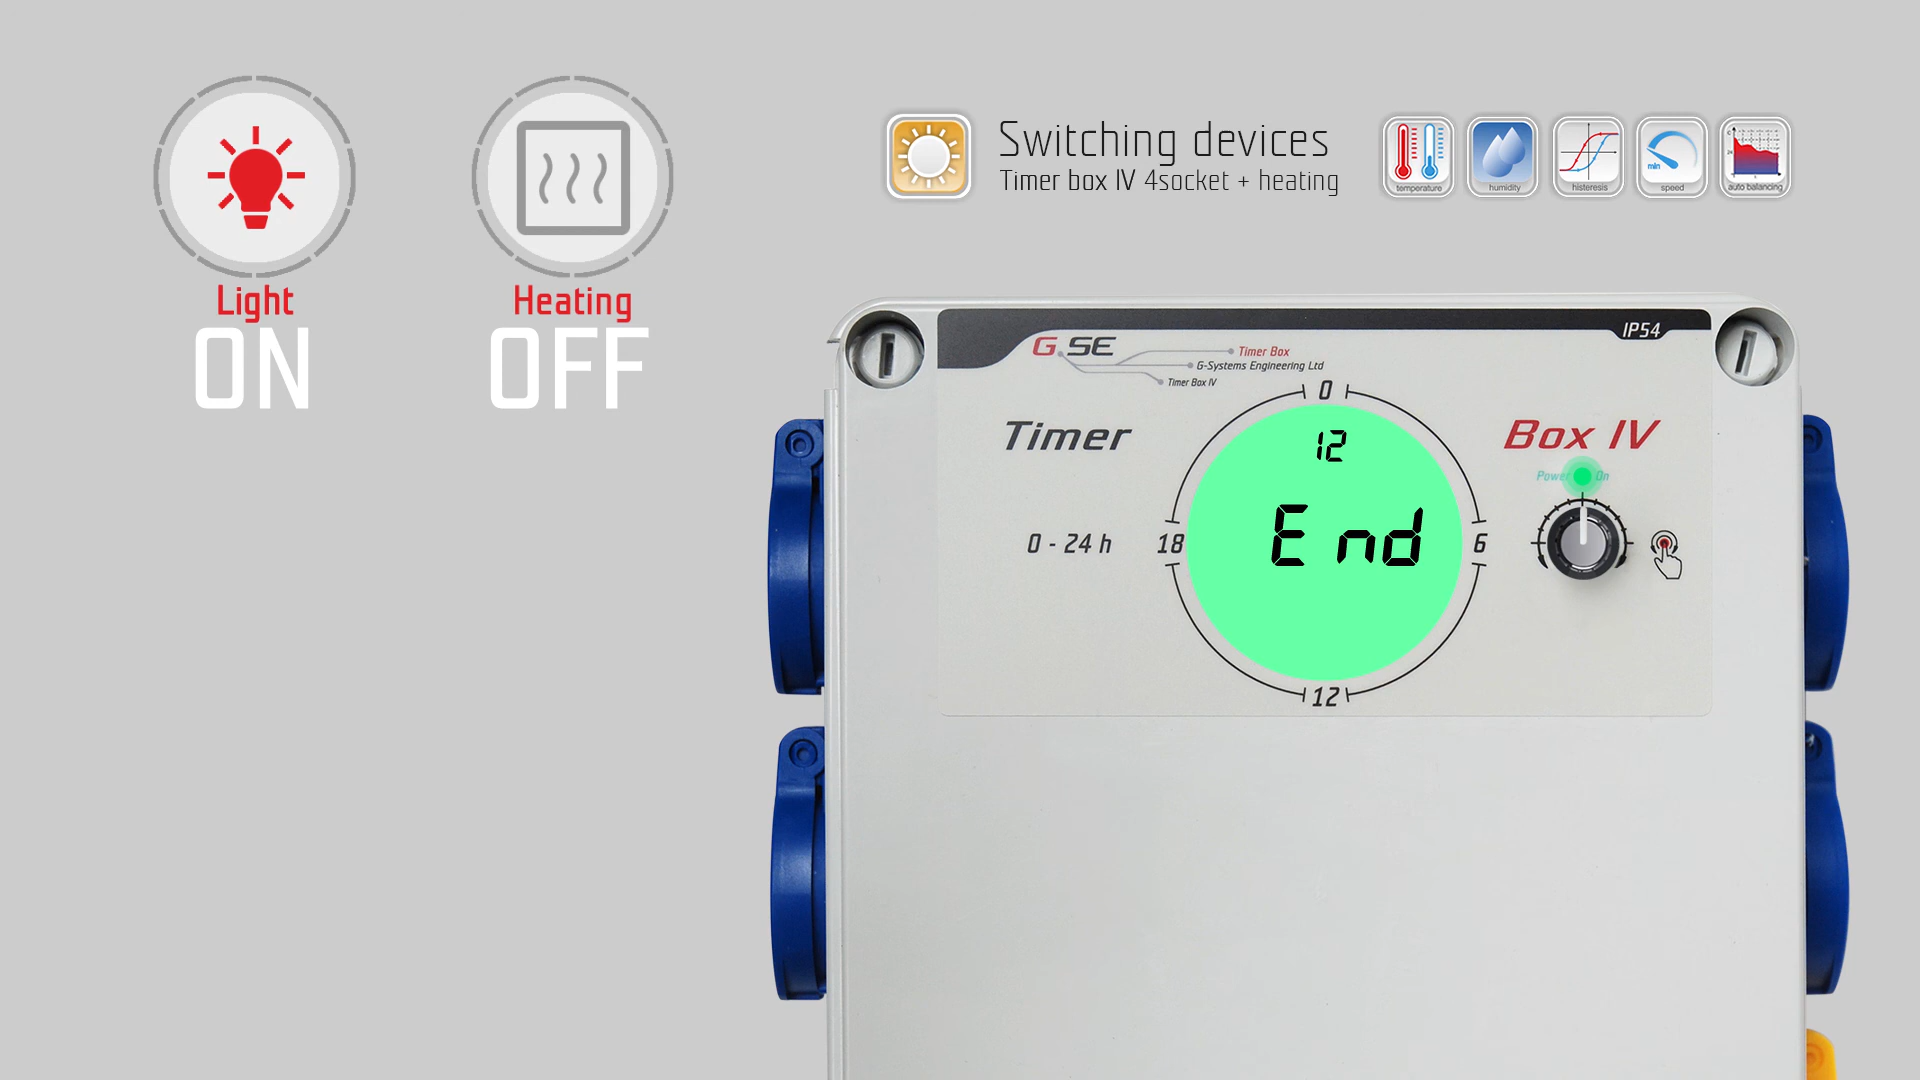 Light
ON
Heating
OFF
Switching devices
Timer box IV 4socket + heating
temperature
humidity
histeresis
speed
min
auto balancing
IP54
G.SE
Timer Box
G-Systems Engineering Ltd
Timer Box IV
Timer
Box IV
Power On
0 - 24 h
0
6
12
18
12
End